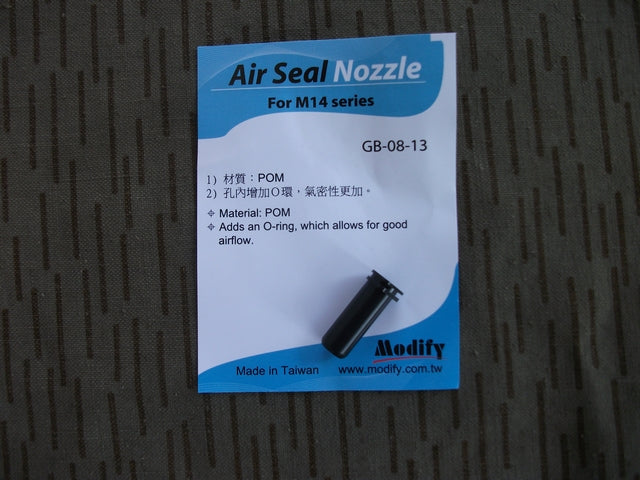 Air Seal Nozzle
For M14 series
GB-08-13
1) 材質：POM
2) 孔內增加O環，氣密性更加。
Material: POM
Adds an O-ring, which allows for good
airflow.
Modify
Made in Taiwan www.modify.com.tw